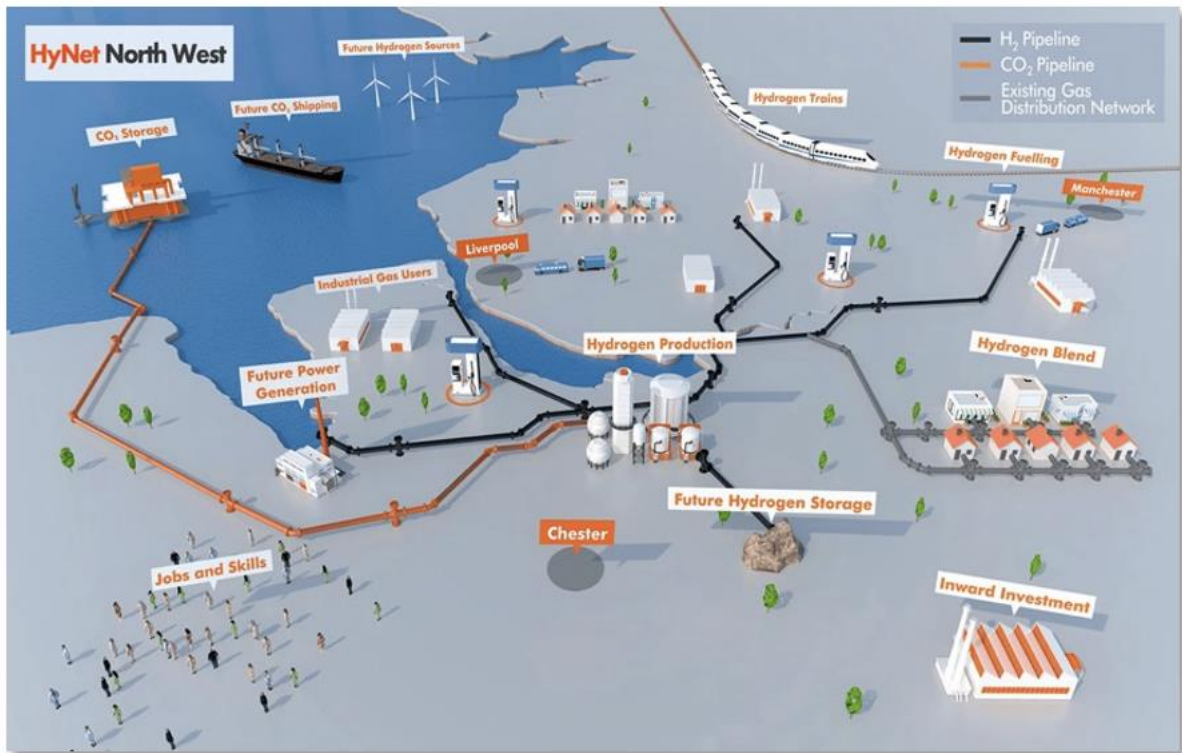 HyNet North West
Future Hydrogen Sources
H₂ Pipeline
CO₂ Pipeline
Existing Gas
Distribution Network
Future CO₂ Shipping
CO₂ Storage
Hydrogen Trains
Hydrogen Fuelling
Manchester
Liverpool
Industrial Gas Users
Hydrogen Production
Hydrogen Blend
Future Power
Generation
Future Hydrogen Storage
Chester
Jobs and Skills
Inward Investment